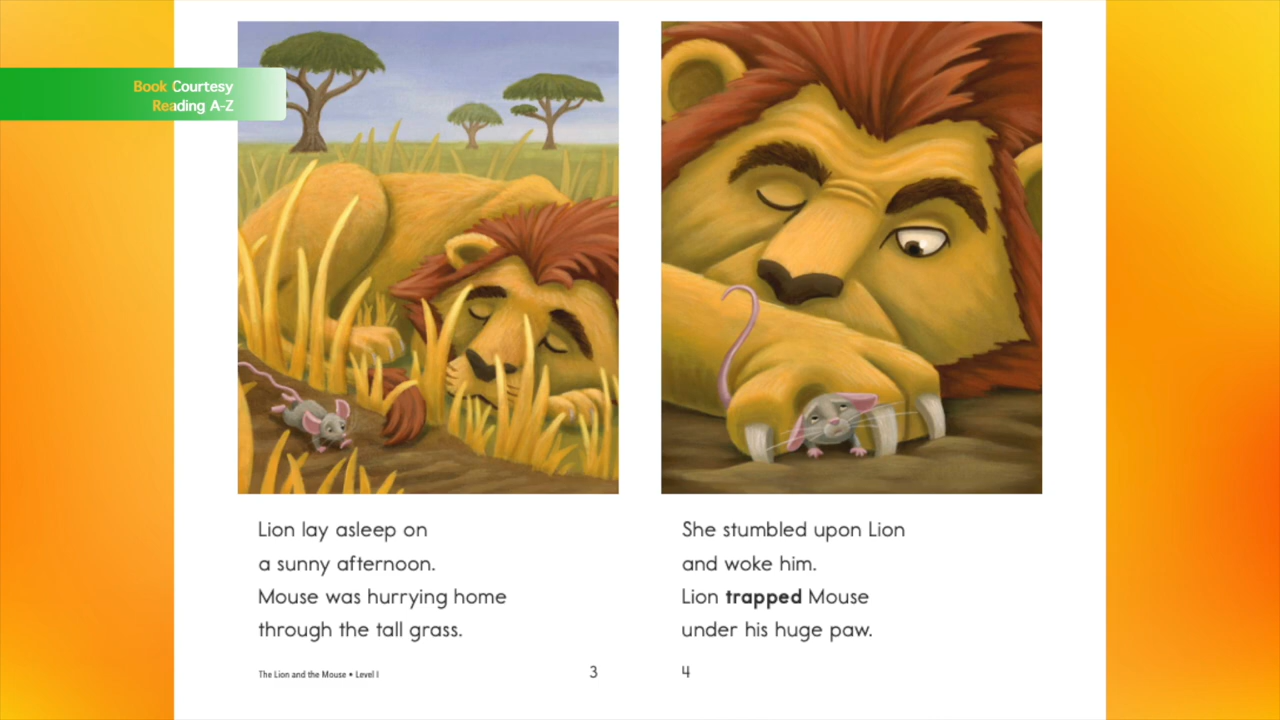 Book Courtesy
Reading A-Z
Lion lay asleep on
a sunny afternoon.
Mouse was hurrying home
through the tall grass.
The Lion and the Mouse • Level I
3
She stumbled upon Lion
and woke him.
Lion trapped Mouse
under his huge paw.
4